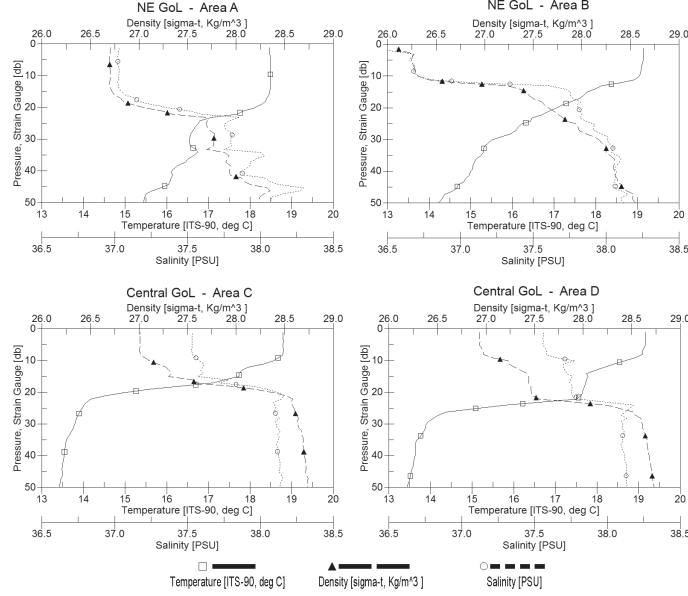 NE GoL - Area A
Density [sigma-t, Kg/m^3 ]
26.0 26.5 27.0 27.5 28.0 28.5 29.0
Pressure, Strain Gauge [db]
0
10
20
30
40
50
13 14 15 16 17 18 19 20
Temperature [ITS-90, deg C]
36.5 37.0 37.5 38.0 38.5
Salinity [PSU]
NE GoL - Area B
Density [sigma-t, Kg/m^3 ]
26.0 26.5 27.0 27.5 28.0 28.5 29.0
Pressure, Strain Gauge [db]
0
10
20
30
40
50
13 14 15 16 17 18 19 20
Temperature [ITS-90, deg C]
36.5 37.0 37.5 38.0 38.5
Salinity [PSU]
Central GoL - Area C
Density [sigma-t, Kg/m^3 ]
26.0 26.5 27.0 27.5 28.0 28.5 29.0
Pressure, Strain Gauge [db]
0
10
20
30
40
50
13 14 15 16 17 18 19 20
Temperature [ITS-90, deg C]
36.5 37.0 37.5 38.0 38.5
Salinity [PSU]
Central GoL - Area D
Density [sigma-t, Kg/m^3 ]
26.0 26.5 27.0 27.5 28.0 28.5 29.0
Pressure, Strain Gauge [db]
0
10
20
30
40
50
13 14 15 16 17 18 19 20
Temperature [ITS-90, deg C]
36.5 37.0 37.5 38.0 38.5
Salinity [PSU]
Temperature [ITS-90, deg C]
Density [sigma-t, Kg/m^3 ]
Salinity [PSU]